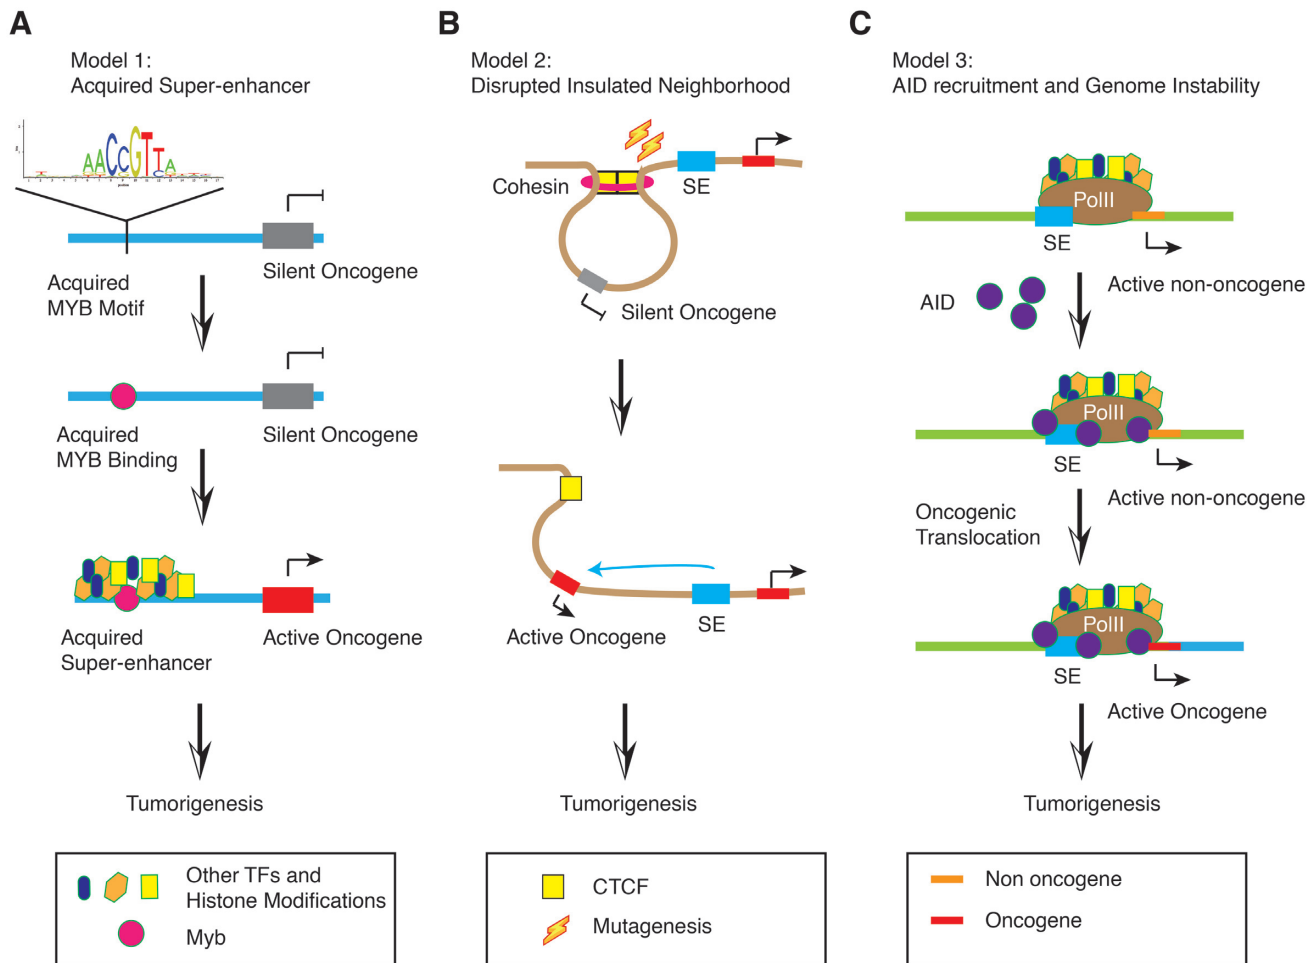 A
Model 1:
Acquired Super-enhancer
AACCGTTA
Acquired
MYB Motif
Silent Oncogene
Acquired
MYB Binding
Silent Oncogene
Acquired
Super-enhancer
Active Oncogene
Tumorigenesis
Other TFs and
Histone Modifications
Myb
B
Model 2:
Disrupted Insulated Neighborhood
Cohesin
SE
Silent Oncogene
Active Oncogene
SE
Tumorigenesis
CTCF
Mutagenesis
C
Model 3:
AID recruitment and Genome Instability
PolII
SE
Active non-oncogene
AID
PolII
SE
Active non-oncogene
Oncogenic
Translocation
PolII
SE
Active Oncogene
Tumorigenesis
Non oncogene
Oncogene